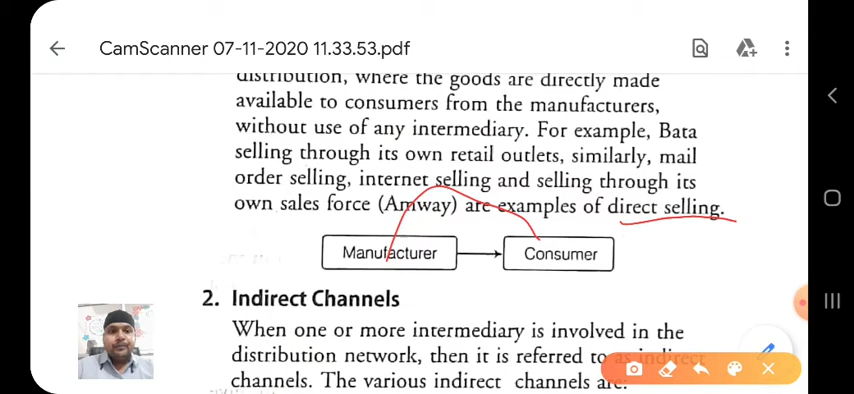 CamScanner 07-11-2020 11.33.53.pdf
distribution, where the goods are directly made
available to consumers from the manufacturers,
without use of any intermediary. For example, Bata
selling through its own retail outlets, similarly, mail
order selling, internet selling and selling through its
own sales force (Amway) are examples of direct selling.
Manufacturer
Consumer
2. Indirect Channels
When one or more intermediary is involved in the
distribution network, then it is referred to as indirect
channels. The various indirect channels are: